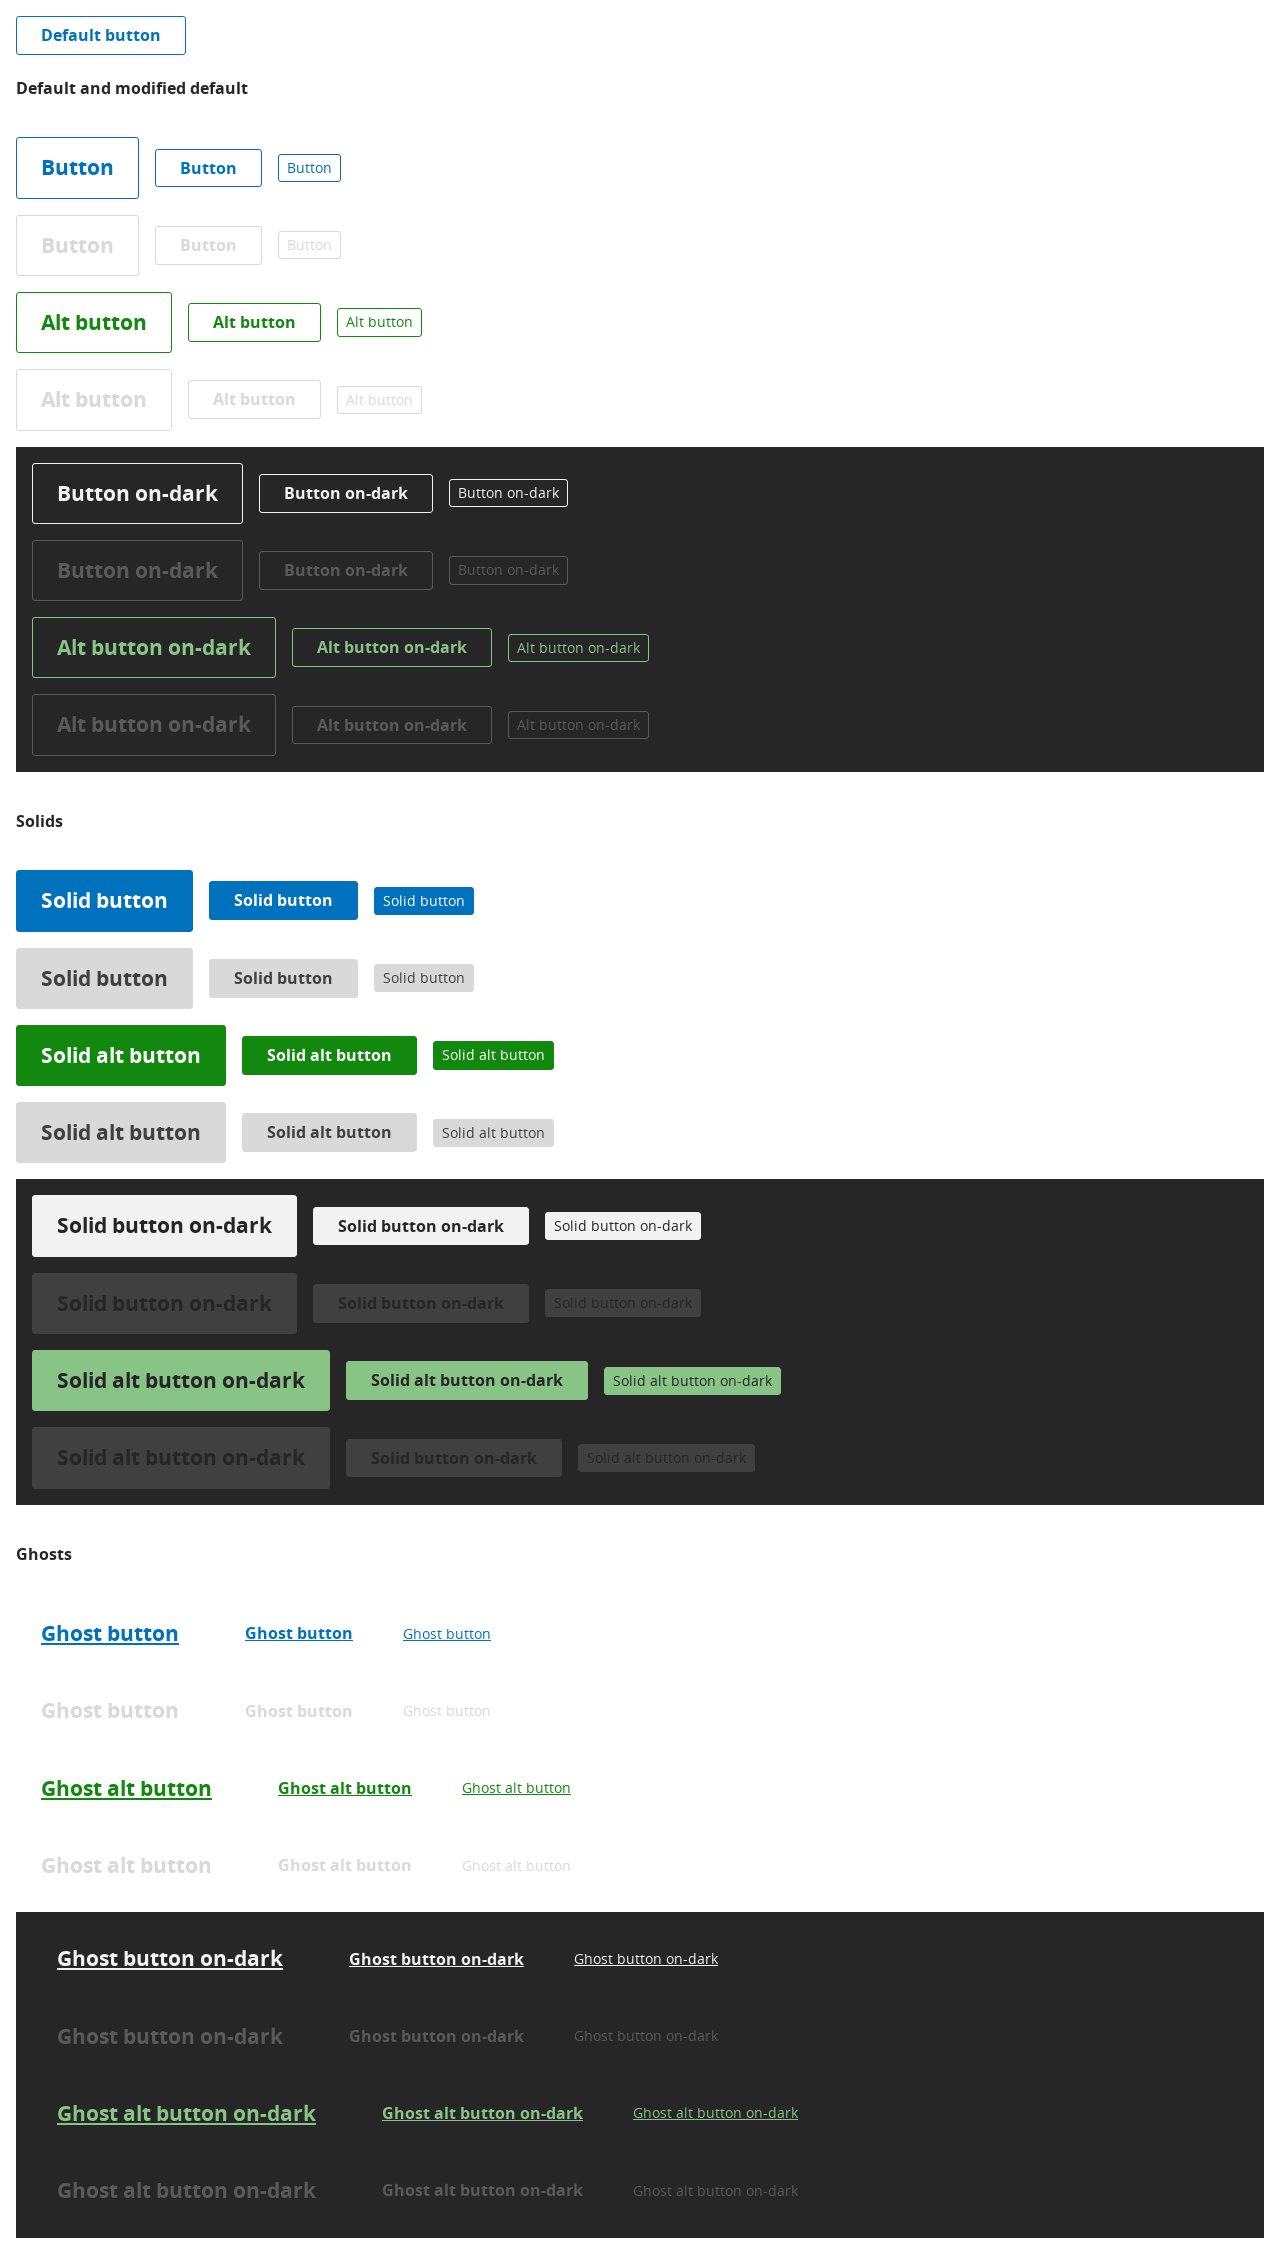 Default button
Default and modified default
Button Button Button
Button Button Button
Alt button Alt button Alt button
Alt button Alt button Alt button
Button on-dark Button on-dark Button on-dark
Button on-dark Button on-dark Button on-dark
Alt button on-dark Alt button on-dark Alt button on-dark
Alt button on-dark Alt button on-dark Alt button on-dark
Solids
Solid button Solid button Solid button
Solid button Solid button Solid button
Solid alt button Solid alt button Solid alt button
Solid alt button Solid alt button Solid alt button
Solid button on-dark Solid button on-dark Solid button on-dark
Solid button on-dark Solid button on-dark Solid button on-dark
Solid alt button on-dark Solid alt button on-dark Solid alt button on-dark
Solid alt button on-dark Solid button on-dark Solid alt button on-dark
Ghosts
Ghost button Ghost button Ghost button
Ghost button Ghost button Ghost button
Ghost alt button Ghost alt button Ghost alt button
Ghost alt button Ghost alt button Ghost alt button
Ghost button on-dark Ghost button on-dark Ghost button on-dark
Ghost button on-dark Ghost button on-dark Ghost button on-dark
Ghost alt button on-dark Ghost alt button on-dark Ghost alt button on-dark
Ghost alt button on-dark Ghost alt button on-dark Ghost alt button on-dark